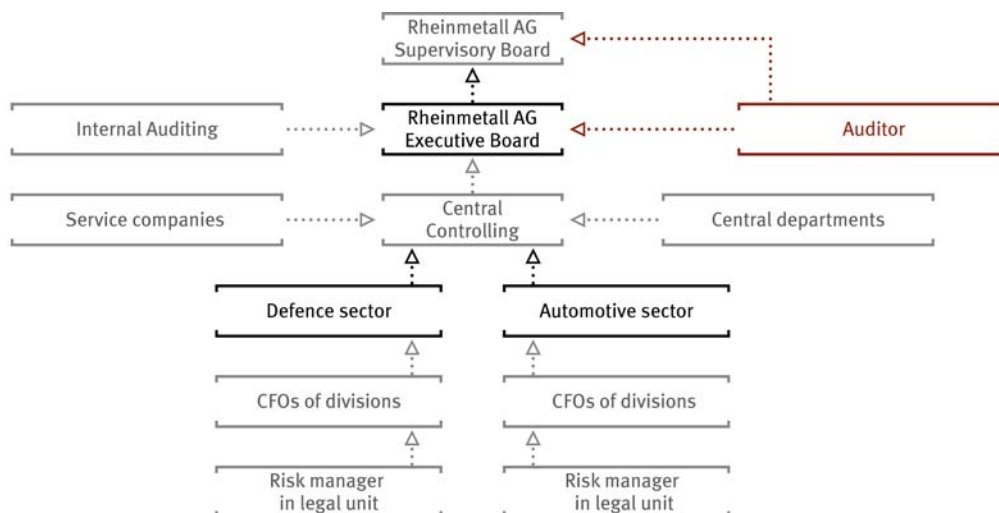 Rheinmetall AG
Supervisory Board
Internal Auditing
Rheinmetall AG
Executive Board
Auditor
Service companies
Central
Controlling
Central departments
Defence sector
Automotive sector
CFOs of divisions
CFOs of divisions
Risk manager
in legal unit
Risk manager
in legal unit